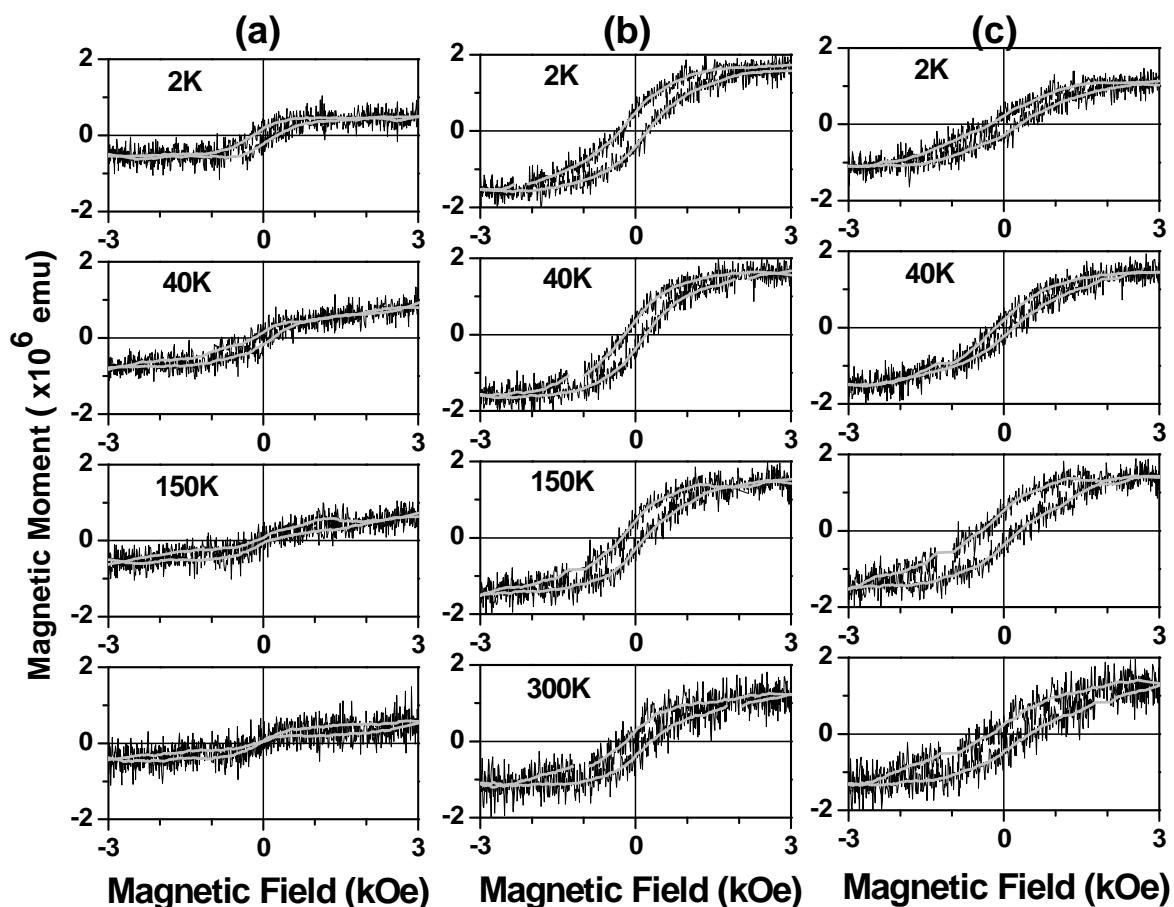 (a) (b) (c)
Magnetic Moment ( x10⁶ emu)
2 2 2
2K 2K 2K
0 0 0
-2 -2 -2
-3 0 3 -3 0 3 -3 0 3
2 2 2
40K 40K 40K
0 0 0
-2 -2 -2
-3 0 3 -3 0 3 -3 0 3
2 2 2
150K 150K
0 0 0
-2 -2 -2
-3 0 3 -3 0 3 -3 0 3
2 2 2
300K
0 0 0
-2 -2 -2
-3 0 3 -3 0 3 -3 0 3
Magnetic Field (kOe) Magnetic Field (kOe) Magnetic Field (kOe)